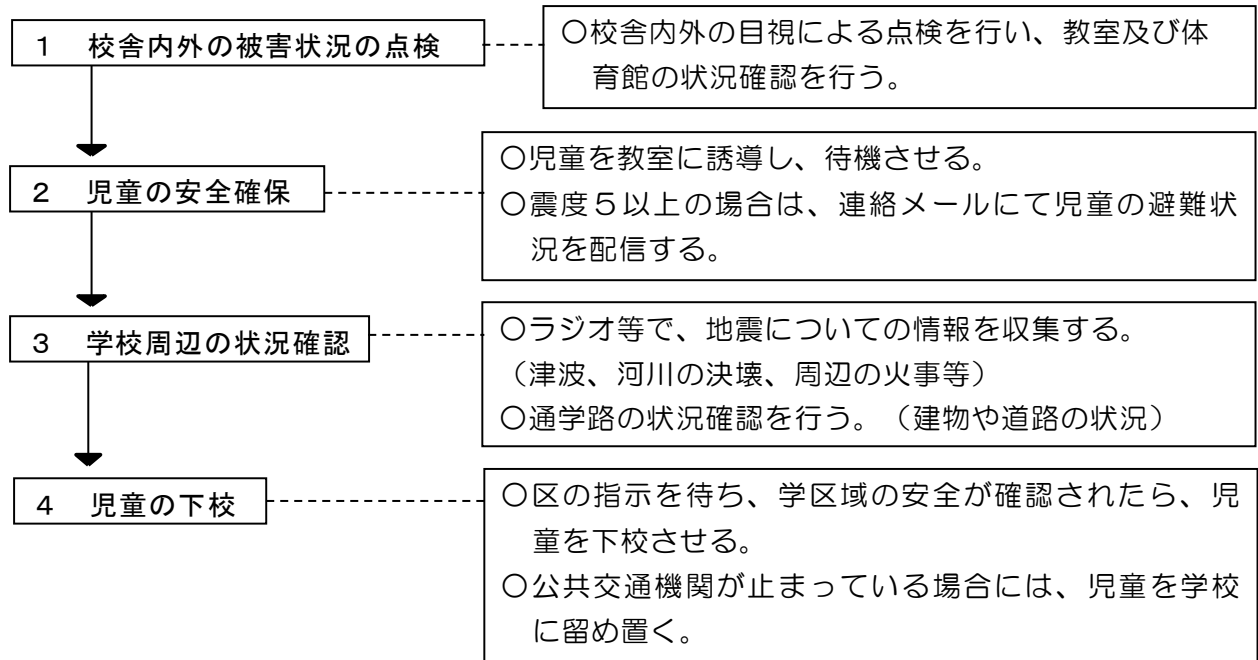 １　校舎内外の被害状況の点検
〇校舎内外の目視による点検を行い、教室及び体
育館の状況確認を行う。
２　児童の安全確保
〇児童を教室に誘導し、待機させる。
〇震度５以上の場合は、連絡メールにて児童の避難状
況を配信する。
３　学校周辺の状況確認
〇ラジオ等で、地震についての情報を収集する。
（津波、河川の決壊、周辺の火事等）
〇通学路の状況確認を行う。（建物や道路の状況）
４　児童の下校
〇区の指示を待ち、学区域の安全が確認されたら、児
童を下校させる。
〇公共交通機関が止まっている場合には、児童を学校
に留め置く。